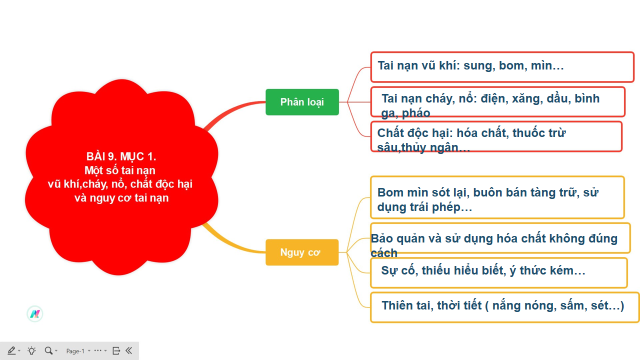 BÀI 9. MỤC 1.
Một số tai nạn
vũ khí,cháy, nổ, chất độc hại
và nguy cơ tai nạn
Phân loại
Tai nạn vũ khí: sung, bom, mìn...
Tai nạn cháy, nổ: điện, xăng, dầu, bình
ga, pháo
Chất độc hại: hóa chất, thuốc trừ
sâu,thủy ngân...
Nguy cơ
Bom mìn sót lại, buôn bán tàng trữ, sử
dụng trái phép...
Bảo quản và sử dụng hóa chất không đúng
cách
Sự cố, thiếu hiểu biết, ý thức kém...
Thiên tai, thời tiết ( nắng nóng, sấm, sét...)
Page-1